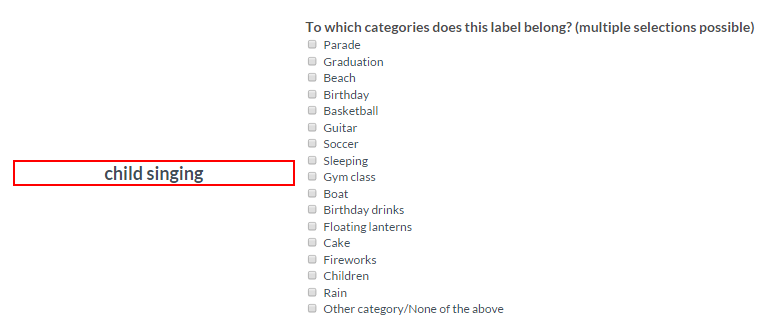 To which categories does this label belong? (multiple selections possible)
Parade
Graduation
Beach
Birthday
Basketball
Guitar
Soccer
Sleeping
child singing
Gym class
Boat
Birthday drinks
Floating lanterns
Cake
Fireworks
Children
Rain
Other category/None of the above